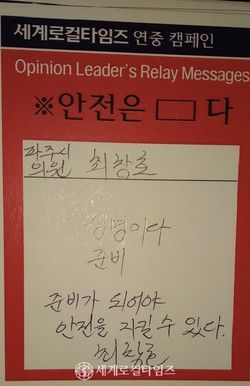 세계로컬타임즈 연중 캠페인
Opinion Leader's Relay Messages
※안전은 □ 다
파주시
의원 최창호
생명이다
준비
준비가 되어야
안전을 지킬 수 있다.
최창호
세계로컬타임즈